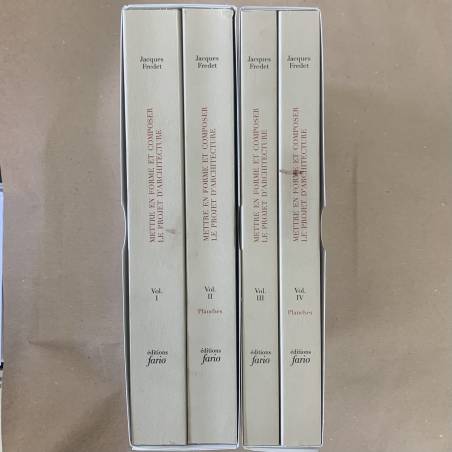 Jacques
Fredet
METTRE EN FORME ET COMPOSER
LE PROJET D'ARCHITECTURE
Vol.
I
éditions
fario
Jacques
Fredet
METTRE EN FORME ET COMPOSER
LE PROJET D'ARCHITECTURE
Vol.
II
Planches
éditions
fario
Jacques
Fredet
METTRE EN FORME ET COMPOSER
LE PROJET D'ARCHITECTURE
Vol.
III
éditions
fario
Jacques
Fredet
METTRE EN FORME ET COMPOSER
LE PROJET D'ARCHITECTURE
Vol.
IV
Planches
éditions
fario